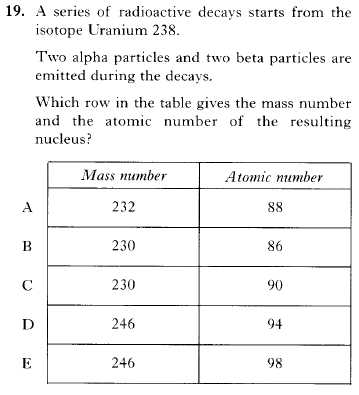 19. A series of radioactive decays starts from the
isotope Uranium 238.
Two alpha particles and two beta particles are
emitted during the decays.
Which row in the table gives the mass number
and the atomic number of the resulting
nucleus?
Mass number Atomic number
A 232 88
B 230 86
C 230 90
D 246 94
E 246 98